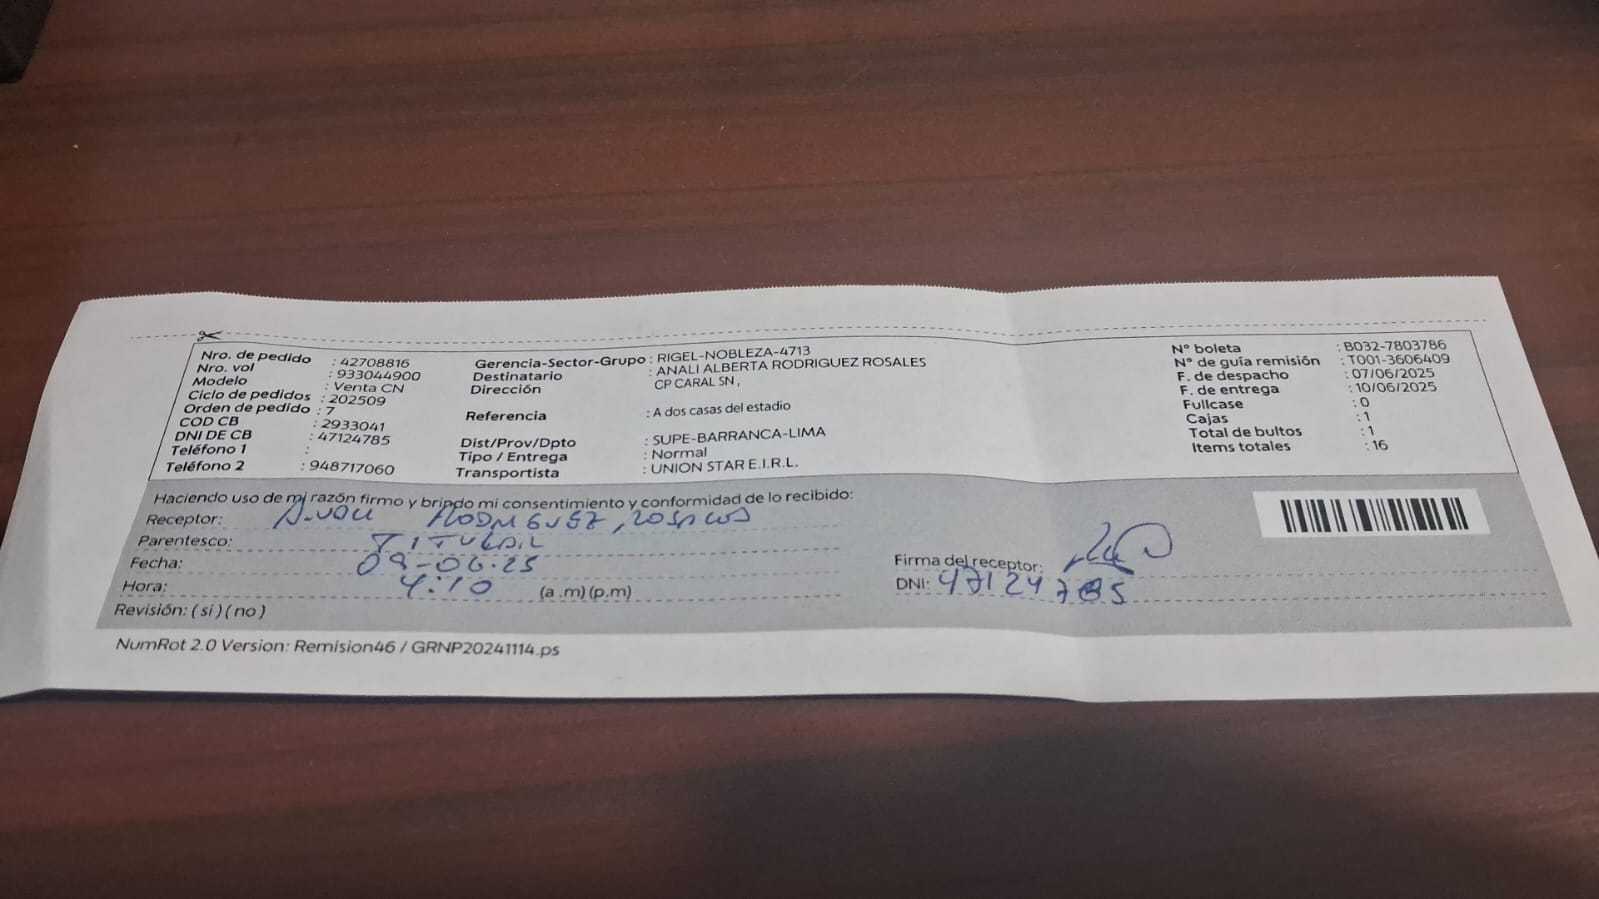 Nro. de pedido : 42708816
Nro. vol : 933044900
Modelo : Venta CN
Ciclo de pedidos : 202509
Orden de pedido : 7
COD CB : 2933041
DNI DE CB : 47124785
Teléfono 1 :
Teléfono 2 : 948717060
Gerencia-Sector-Grupo : RIGEL-NOBLEZA-4713
Destinatario : ANALI ALBERTA RODRIGUEZ ROSALES
Dirección CP CARAL SN,
Referencia : A dos casas del estadio
Dist/Prov/Dpto : SUPE-BARRANCA-LIMA
Tipo / Entrega : Normal
Transportista : UNION STAR E.I.R.L.
N° boleta : B032-7803786
N° de guía remisión : T001-3606409
F. de despacho : 07/06/2025
F. de entrega : 10/06/2025
Fullcase : 0
Cajas : 1
Total de bultos : 1
Items totales : 16
Haciendo uso de mi razón firmo y brindo mi consentimiento y conformidad de lo recibido:
Receptor:
Parentesco: TITULAR
Fecha: 09-06-25
Hora: 4:10 (a .m) (p.m)
Revisión: ( si ) ( no )
Firma del receptor:
DNI: 47124785
NumRot 2.0 Version: Remision46 / GRNP20241114.ps